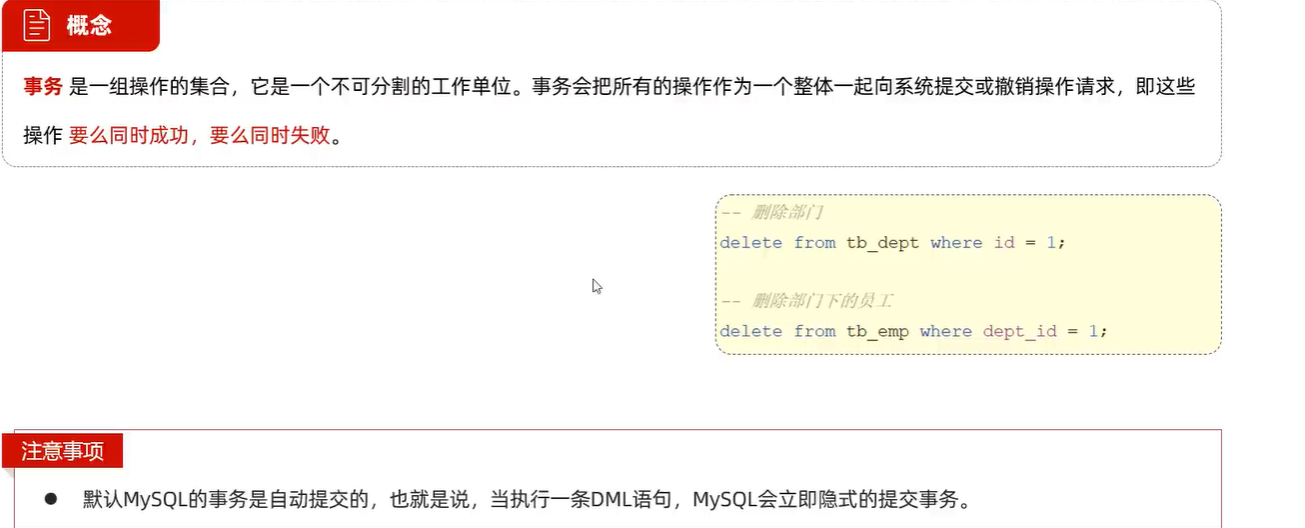 概念
事务 是一组操作的集合，它是一个不可分割的工作单位。事务会把所有的操作作为一个整体一起向系统提交或撤销操作请求，即这些
操作 要么同时成功，要么同时失败。
-- 删除部门
delete from tb_dept where id = 1;
-- 删除部门下的员工
delete from tb_emp where dept_id = 1;
注意事项
● 默认MySQL的事务是自动提交的，也就是说，当执行一条DML语句，MySQL会立即隐式的提交事务。